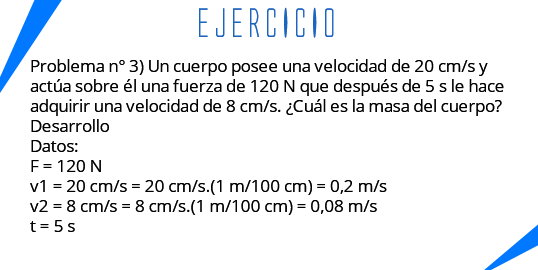 EJERCICIO
Problema n° 3) Un cuerpo posee una velocidad de 20 cm/s y
actúa sobre él una fuerza de 120 N que después de 5 s le hace
adquirir una velocidad de 8 cm/s. ¿Cuál es la masa del cuerpo?
Desarrollo
Datos:
F = 120 N
v1 = 20 cm/s = 20 cm/s.(1 m/100 cm) = 0,2 m/s
v2 = 8 cm/s = 8 cm/s.(1 m/100 cm) = 0,08 m/s
t = 5 s